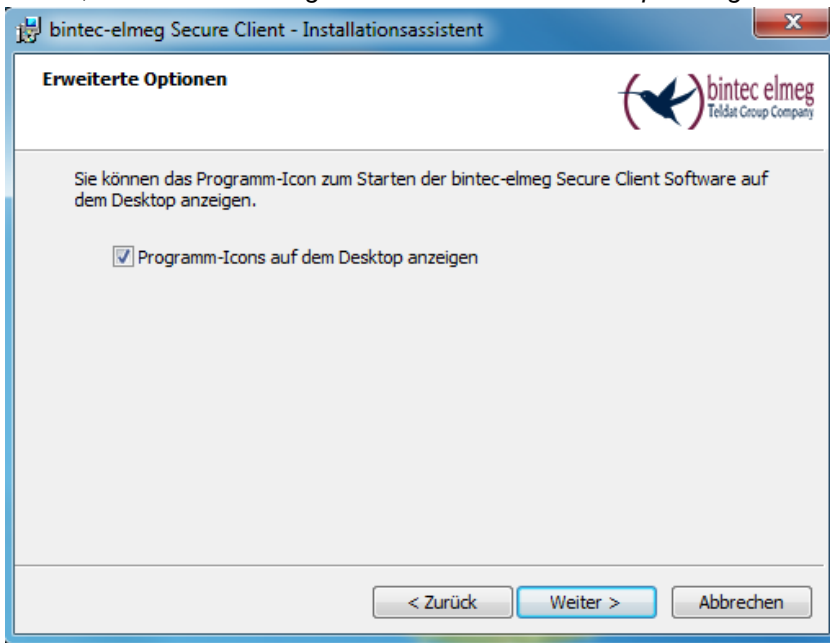 bintec-elmeg Secure Client - Installationsassistent
Erweiterte Optionen
bintec elmeg
Teldat Group Company
Sie können das Programm-Icon zum Starten der bintec-elmeg Secure Client Software auf
dem Desktop anzeigen.
Programm-Icons auf dem Desktop anzeigen
< Zurück
Weiter >
Abbrechen